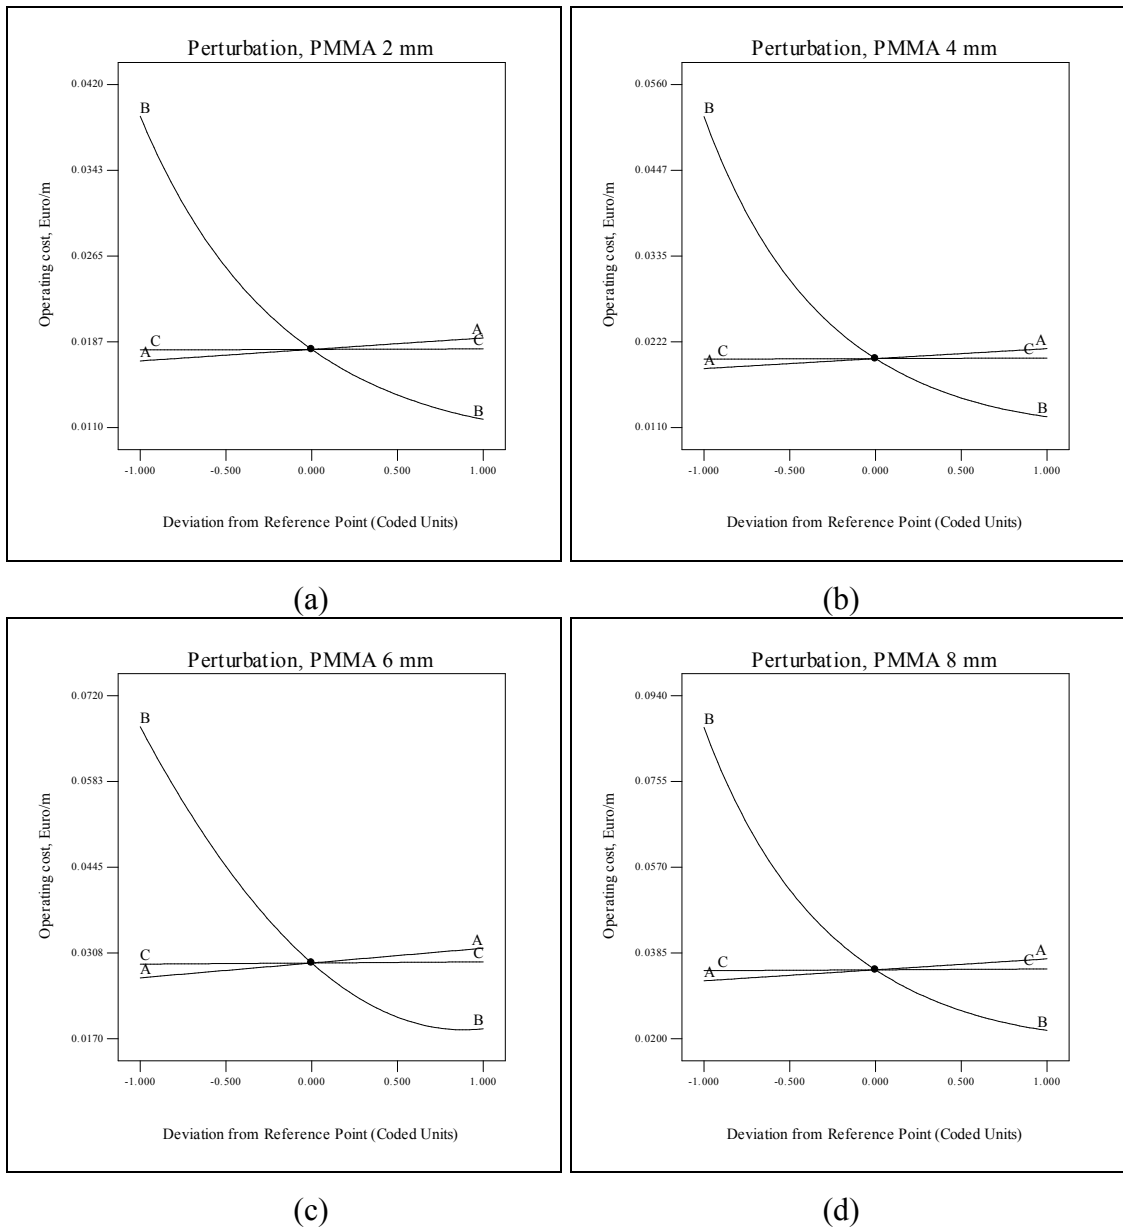 Perturbation, PMMA 2 mm
Operating cost, Euro/m
0.0420
0.0343
0.0265
0.0187
0.0110
B
C
A
A
C
B
-1.000 -0.500 0.000 0.500 1.000
Deviation from Reference Point (Coded Units)
(a)
Perturbation, PMMA 4 mm
Operating cost, Euro/m
0.0560
0.0447
0.0335
0.0222
0.0110
B
C
A
A
C
B
-1.000 -0.500 0.000 0.500 1.000
Deviation from Reference Point (Coded Units)
(b)
Perturbation, PMMA 6 mm
Operating cost, Euro/m
0.0720
0.0583
0.0445
0.0308
0.0170
B
C
A
A
C
B
-1.000 -0.500 0.000 0.500 1.000
Deviation from Reference Point (Coded Units)
(c)
Perturbation, PMMA 8 mm
Operating cost, Euro/m
0.0940
0.0755
0.0570
0.0385
0.0200
B
C
A
A
C
B
-1.000 -0.500 0.000 0.500 1.000
Deviation from Reference Point (Coded Units)
(d)